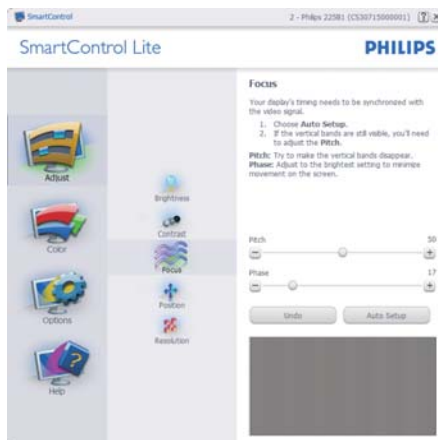 SmartControl
2 - Philips 225B1 (CS30715000001)
SmartControl Lite
PHILIPS
Adjust
Color
Options
Help
Brightness
Contrast
Focus
Position
Resolution
Focus
Your display's timing needs to be synchronized with
the video signal.
1. Choose Auto Setup.
2. If the vertical bands are still visible, you'll need
to adjust the Pitch.
Pitch: Try to make the vertical bands disappear.
Phase: Adjust to the brightest setting to minimize
movement on the screen.
Pitch 50
Phase 17
Undo Auto Setup